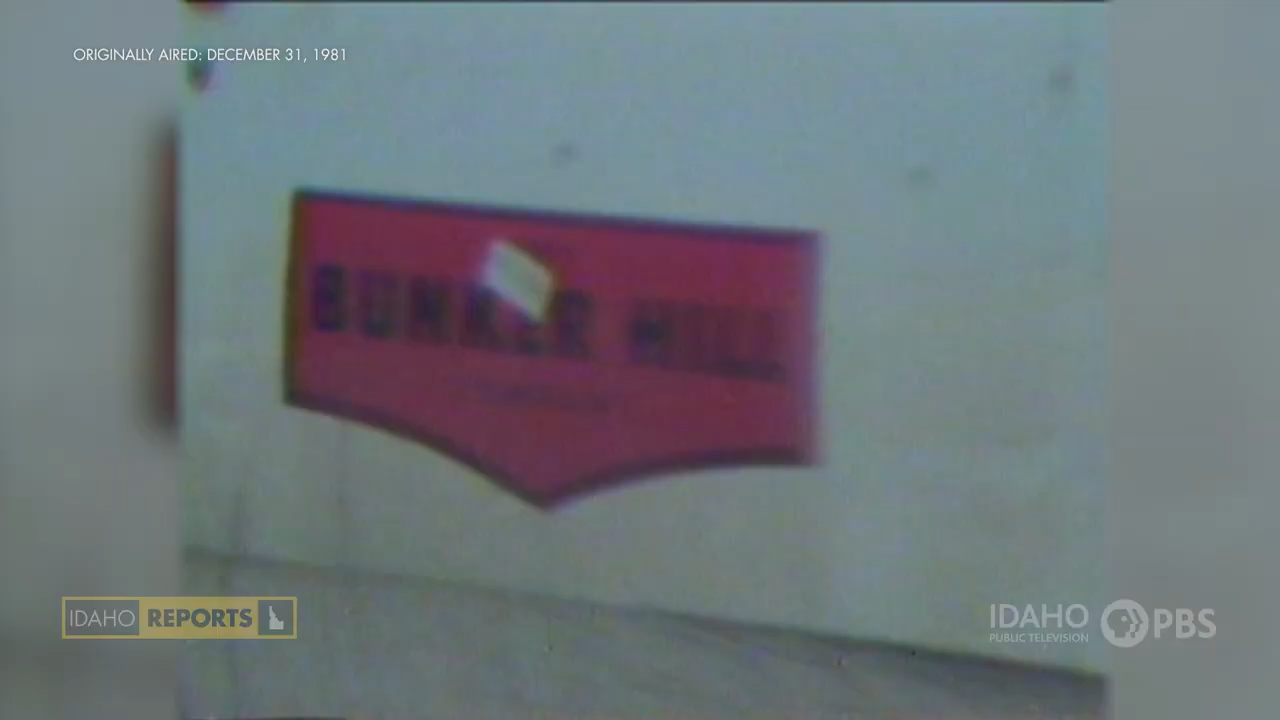 ORIGINALLY AIRED: DECEMBER 31, 1981
BUNKER HILL
IDAHO REPORTS
IDAHO
PUBLIC TELEVISION
PBS